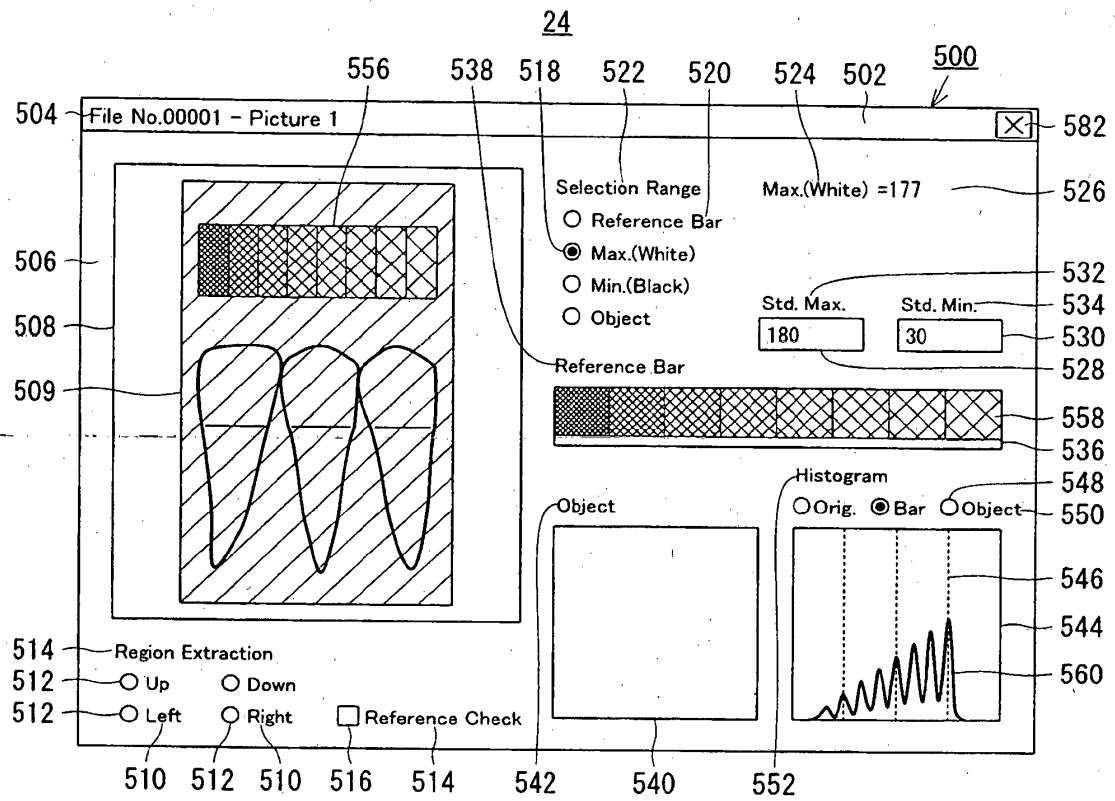 24
556 538 518 522 520 524 502 500
504 File No.00001 - Picture 1 582
Selection Range Max.(White) =177 526
Reference Bar
506 Max.(White)
Min.(Black) 532
508 Object Std. Max. Std. Min. 534
180 30 530
509 Reference Bar 528
558
536
Histogram 548
Object Orig. Bar Object 550
546
544
514 Region Extraction 560
512 Up Down
512 Left Right Reference Check
510 512 510 516 514 542 540 552